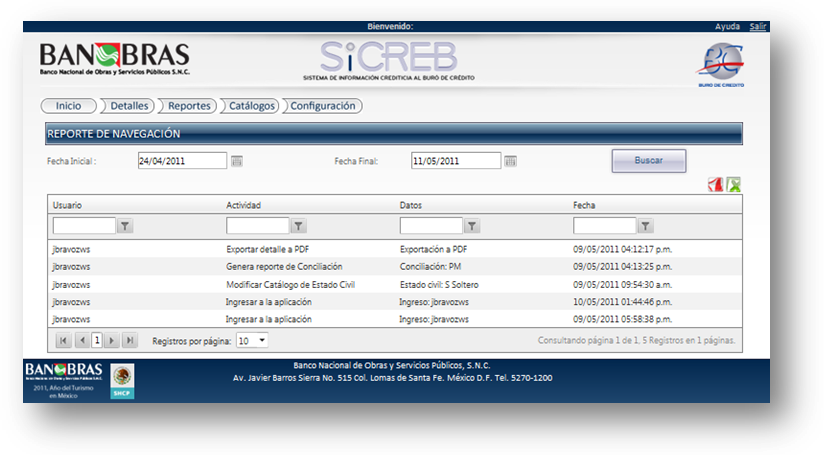 Bienvenido:
Ayuda Salir
BANOBRAS
Banco Nacional de Obras y Servicios Públicos S.N.C.
SiCREB
SISTEMA DE INFORMACIÓN CREDITICIA AL BURO DE CRÉDITO
BC
BURO DE CREDITO
Inicio Detalles Reportes Catálogos Configuración
REPORTE DE NAVEGACIÓN
Fecha Inicial : 24/04/2011 Fecha Final: 11/05/2011 Buscar
Usuario Actividad Datos Fecha
jbravozws Exportar detalle a PDF Exportación a PDF 09/05/2011 04:12:17 p.m.
jbravozws Genera reporte de Conciliación Conciliación: PM 09/05/2011 04:13:25 p.m.
jbravozws Modificar Catálogo de Estado Civil Estado civil: S Soltero 09/05/2011 09:54:30 a.m.
jbravozws Ingresar a la aplicación Ingreso: jbravozws 10/05/2011 01:44:46 p.m.
jbravozws Ingresar a la aplicación Ingreso: jbravozws 09/05/2011 05:58:38 p.m.
1 Registros por página: 10 Consultando página 1 de 1, 5 Registros en 1 páginas.
BANOBRAS
2011, Año del Turismo
en México
SHCP
Banco Nacional de Obras y Servicios Públicos, S.N.C.
Av. Javier Barros Sierra No. 515 Col. Lomas de Santa Fe. México D.F. Tel. 5270-1200